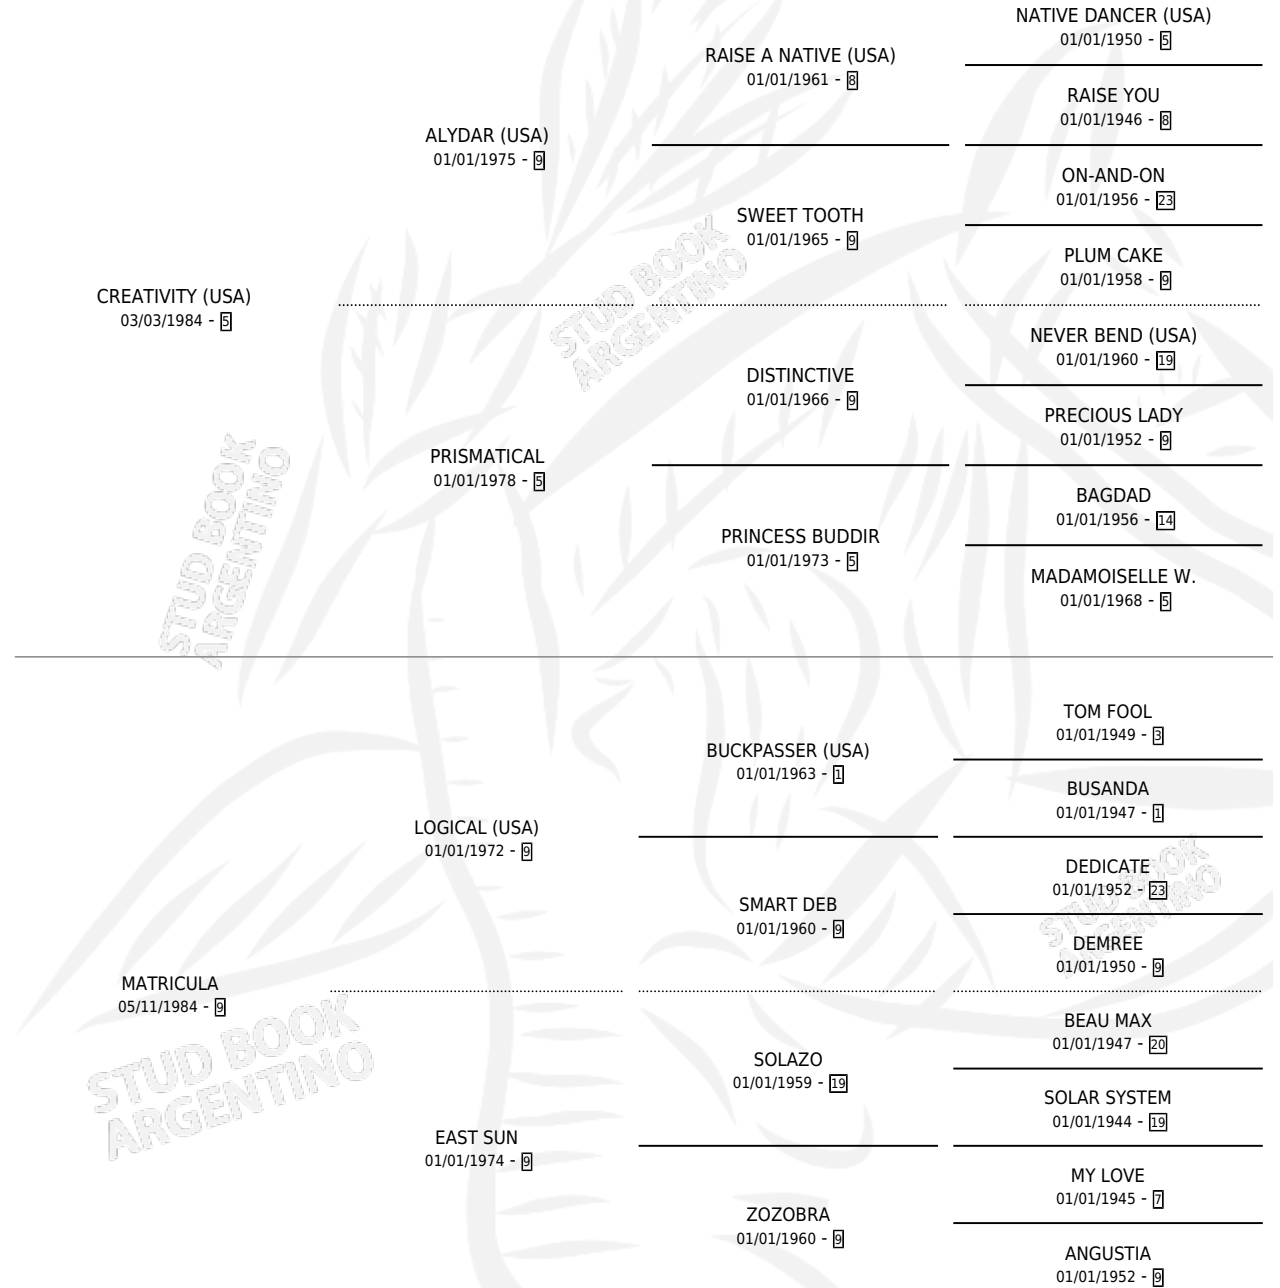 NATIVE DANCER (USA)
01/01/1950 - 5
RAISE A NATIVE (USA)
01/01/1961 - 8
RAISE YOU
01/01/1946 - 8
ALYDAR (USA)
01/01/1975 - 9
ON-AND-ON
01/01/1956 - 23
SWEET TOOTH
01/01/1965 - 9
PLUM CAKE
01/01/1958 - 9
CREATIVITY (USA)
03/03/1984 - 5
NEVER BEND (USA)
01/01/1960 - 19
DISTINCTIVE
01/01/1966 - 9
PRECIOUS LADY
01/01/1952 - 9
PRISMATICAL
01/01/1978 - 5
BAGDAD
01/01/1956 - 14
PRINCESS BUDDIR
01/01/1973 - 5
MADAMOISELLE W.
01/01/1968 - 5
STUD BOOK
ARGENTINO
STUD BOOK
ARGENTINO
TOM FOOL
01/01/1949 - 3
BUCKPASSER (USA)
01/01/1963 - 1
BUSANDA
01/01/1947 - 1
LOGICAL (USA)
01/01/1972 - 9
DEDICATE
01/01/1952 - 23
SMART DEB
01/01/1960 - 9
DEMREE
01/01/1950 - 9
MATRICULA
05/11/1984 - 9
BEAU MAX
01/01/1947 - 20
SOLAZO
01/01/1959 - 19
SOLAR SYSTEM
01/01/1944 - 19
EAST SUN
01/01/1974 - 9
MY LOVE
01/01/1945 - 7
ZOZOBRA
01/01/1960 - 9
ANGUSTIA
01/01/1952 - 9
STUD BOOK
ARGENTINO
STUD BOOK
ARGENTINO